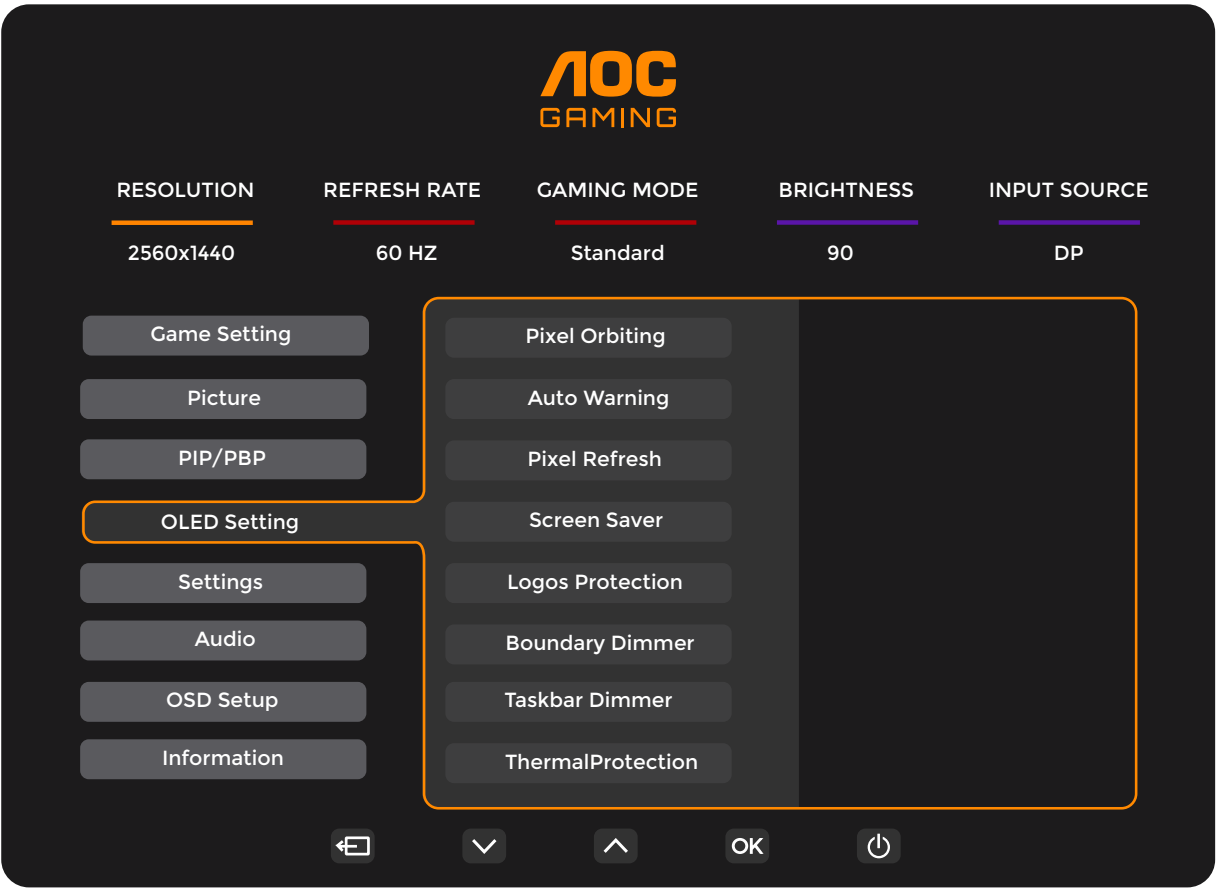 AOC
GAMING
RESOLUTION REFRESH RATE GAMING MODE BRIGHTNESS INPUT SOURCE
2560x1440 60 HZ Standard 90 DP
Game Setting
Picture
PIP/PBP
OLED Setting
Settings
Audio
OSD Setup
Information
Pixel Orbiting
Auto Warning
Pixel Refresh
Screen Saver
Logos Protection
Boundary Dimmer
Taskbar Dimmer
ThermalProtection
OK